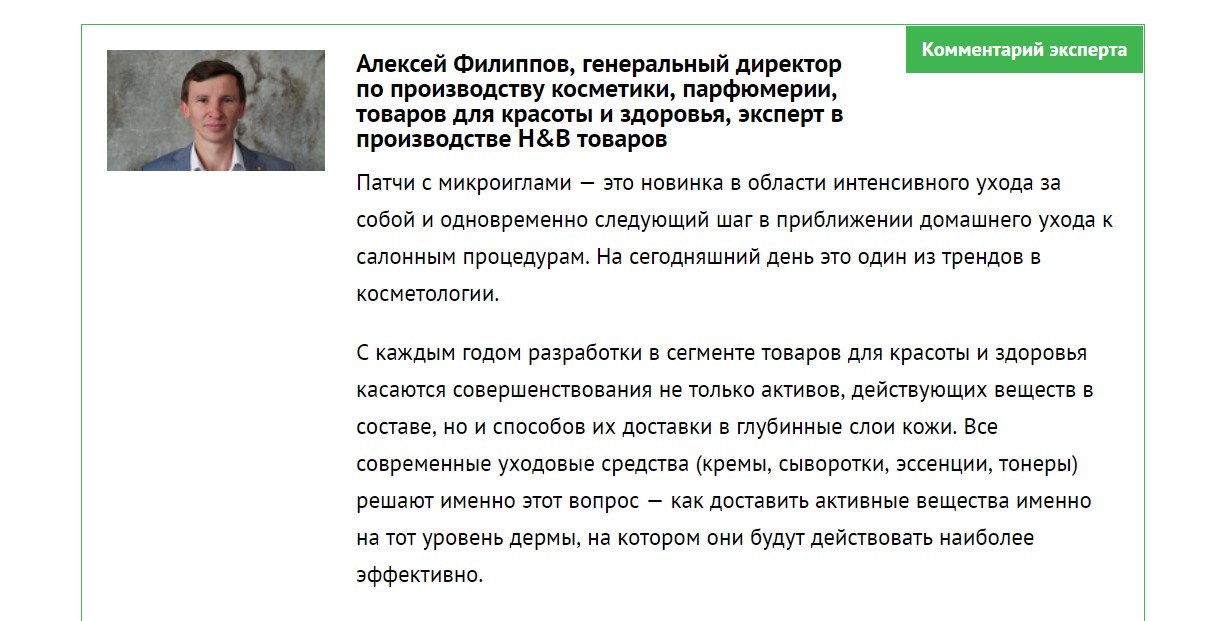 Комментарий эксперта
Алексей Филиппов, генеральный директор
по производству косметики, парфюмерии,
товаров для красоты и здоровья, эксперт в
производстве H&B товаров
Патчи с микроиглами — это новинка в области интенсивного ухода за
собой и одновременно следующий шаг в приближении домашнего ухода к
салонным процедурам. На сегодняшний день это один из трендов в
косметологии.
С каждым годом разработки в сегменте товаров для красоты и здоровья
касаются совершенствования не только активов, действующих веществ в
составе, но и способов их доставки в глубинные слои кожи. Все
современные уходовые средства (кремы, сыворотки, эссенции, тонеры)
решают именно этот вопрос — как доставить активные вещества именно
на тот уровень дермы, на котором они будут действовать наиболее
эффективно.